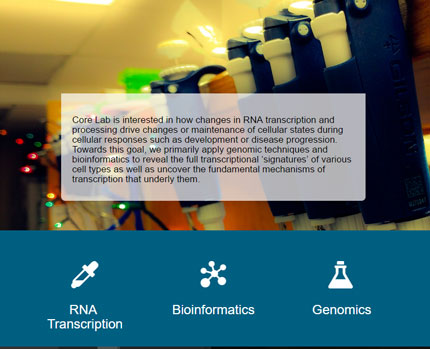 Core Lab is interested in how changes in RNA transcription and
processing drive changes or maintenance of cellular states during
cellular responses such as development or disease progression.
Towards this goal, we primarily apply genomic techniques and
bioinformatics to reveal the full transcriptional 'signatures' of various
cell types as well as uncover the fundamental mechanisms of
transcription that underly them.
RNA
Transcription
Bioinformatics
Genomics